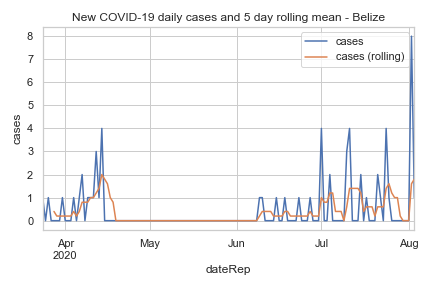 New COVID-19 daily cases and 5 day rolling mean - Belize
cases
cases (rolling)
cases
8
7
6
5
4
3
2
1
0
Apr
2020
May
Jun
Jul
Aug
dateRep